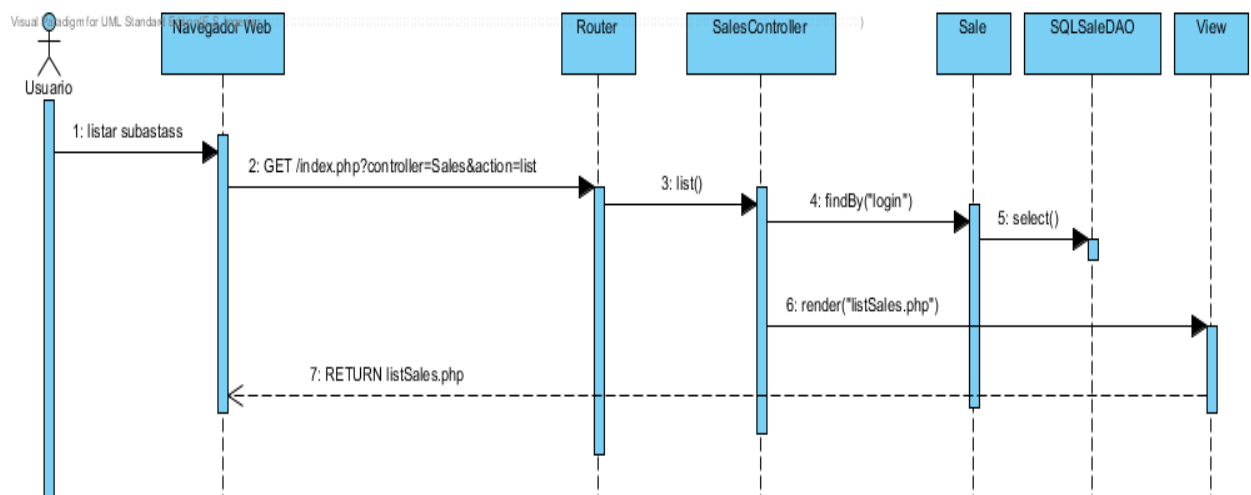 Visual Paradigm for UML Standard Edition(
)
Navegador Web
Router
SalesController
Sale
SQLSaleDAO
View
Usuario
1: listar subastass
2: GET /index.php?controller=Sales&action=list
3: list()
4: findBy("login")
5: select()
6: render("listSales.php")
7: RETURN listSales.php